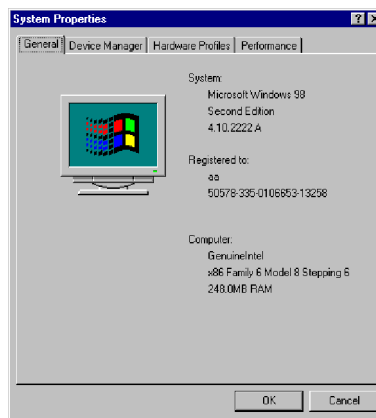 System Properties
General
Device Manager
Hardware Profiles
Performance
System:
Microsoft Windows 98
Second Edition
4.10.2222 A
Registered to:
aa
50578-335-0106653-13258
Computer:
GenuineIntel
x86 Family 6 Model 8 Stepping 6
248.0MB RAM
OK
Cancel